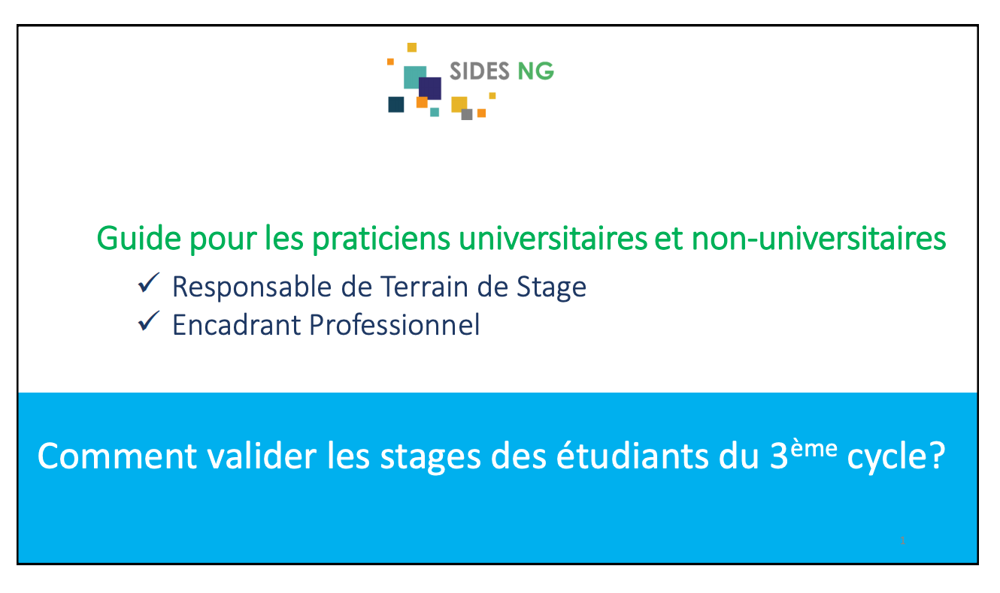 SIDES NG
Guide pour les praticiens universitaires et non-universitaires
✓ Responsable de Terrain de Stage
✓ Encadrant Professionnel
Comment valider les stages des étudiants du 3ème cycle?
1